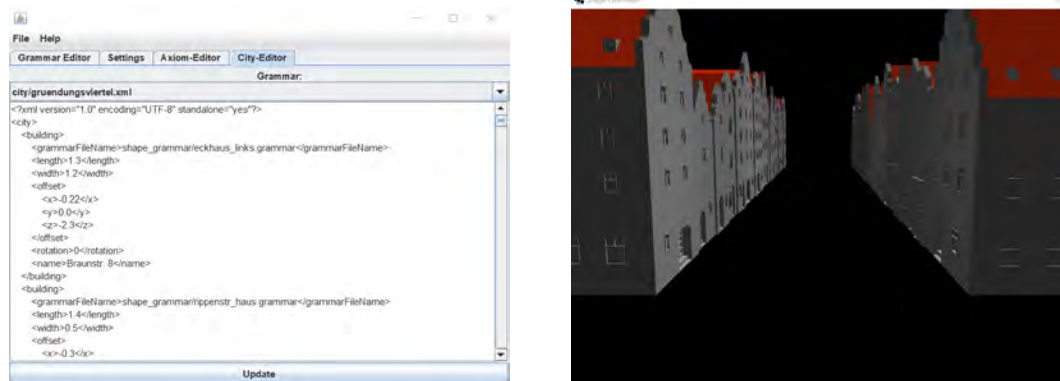 File Help
Grammar Editor Settings Axiom-Editor City-Editor
Grammar:
city/gruendungsviertel.xml
<?xml version="1.0" encoding="UTF-8" standalone="yes"?>
<city>
<building>
<grammarFileName>shape_grammar/eckhaus_links.grammar</grammarFileName>
<length>1.3</length>
<width>1.2</width>
<offset>
<x>-0.22</x>
<y>0.0</y>
<z>-2.3</z>
</offset>
<rotation>0</rotation>
<name>Braunstr. 8</name>
</building>
<building>
<grammarFileName>shape_grammar/rippenstr_haus.grammar</grammarFileName>
<length>1.4</length>
<width>0.5</width>
<offset>
<x>-0.3</x>
Update